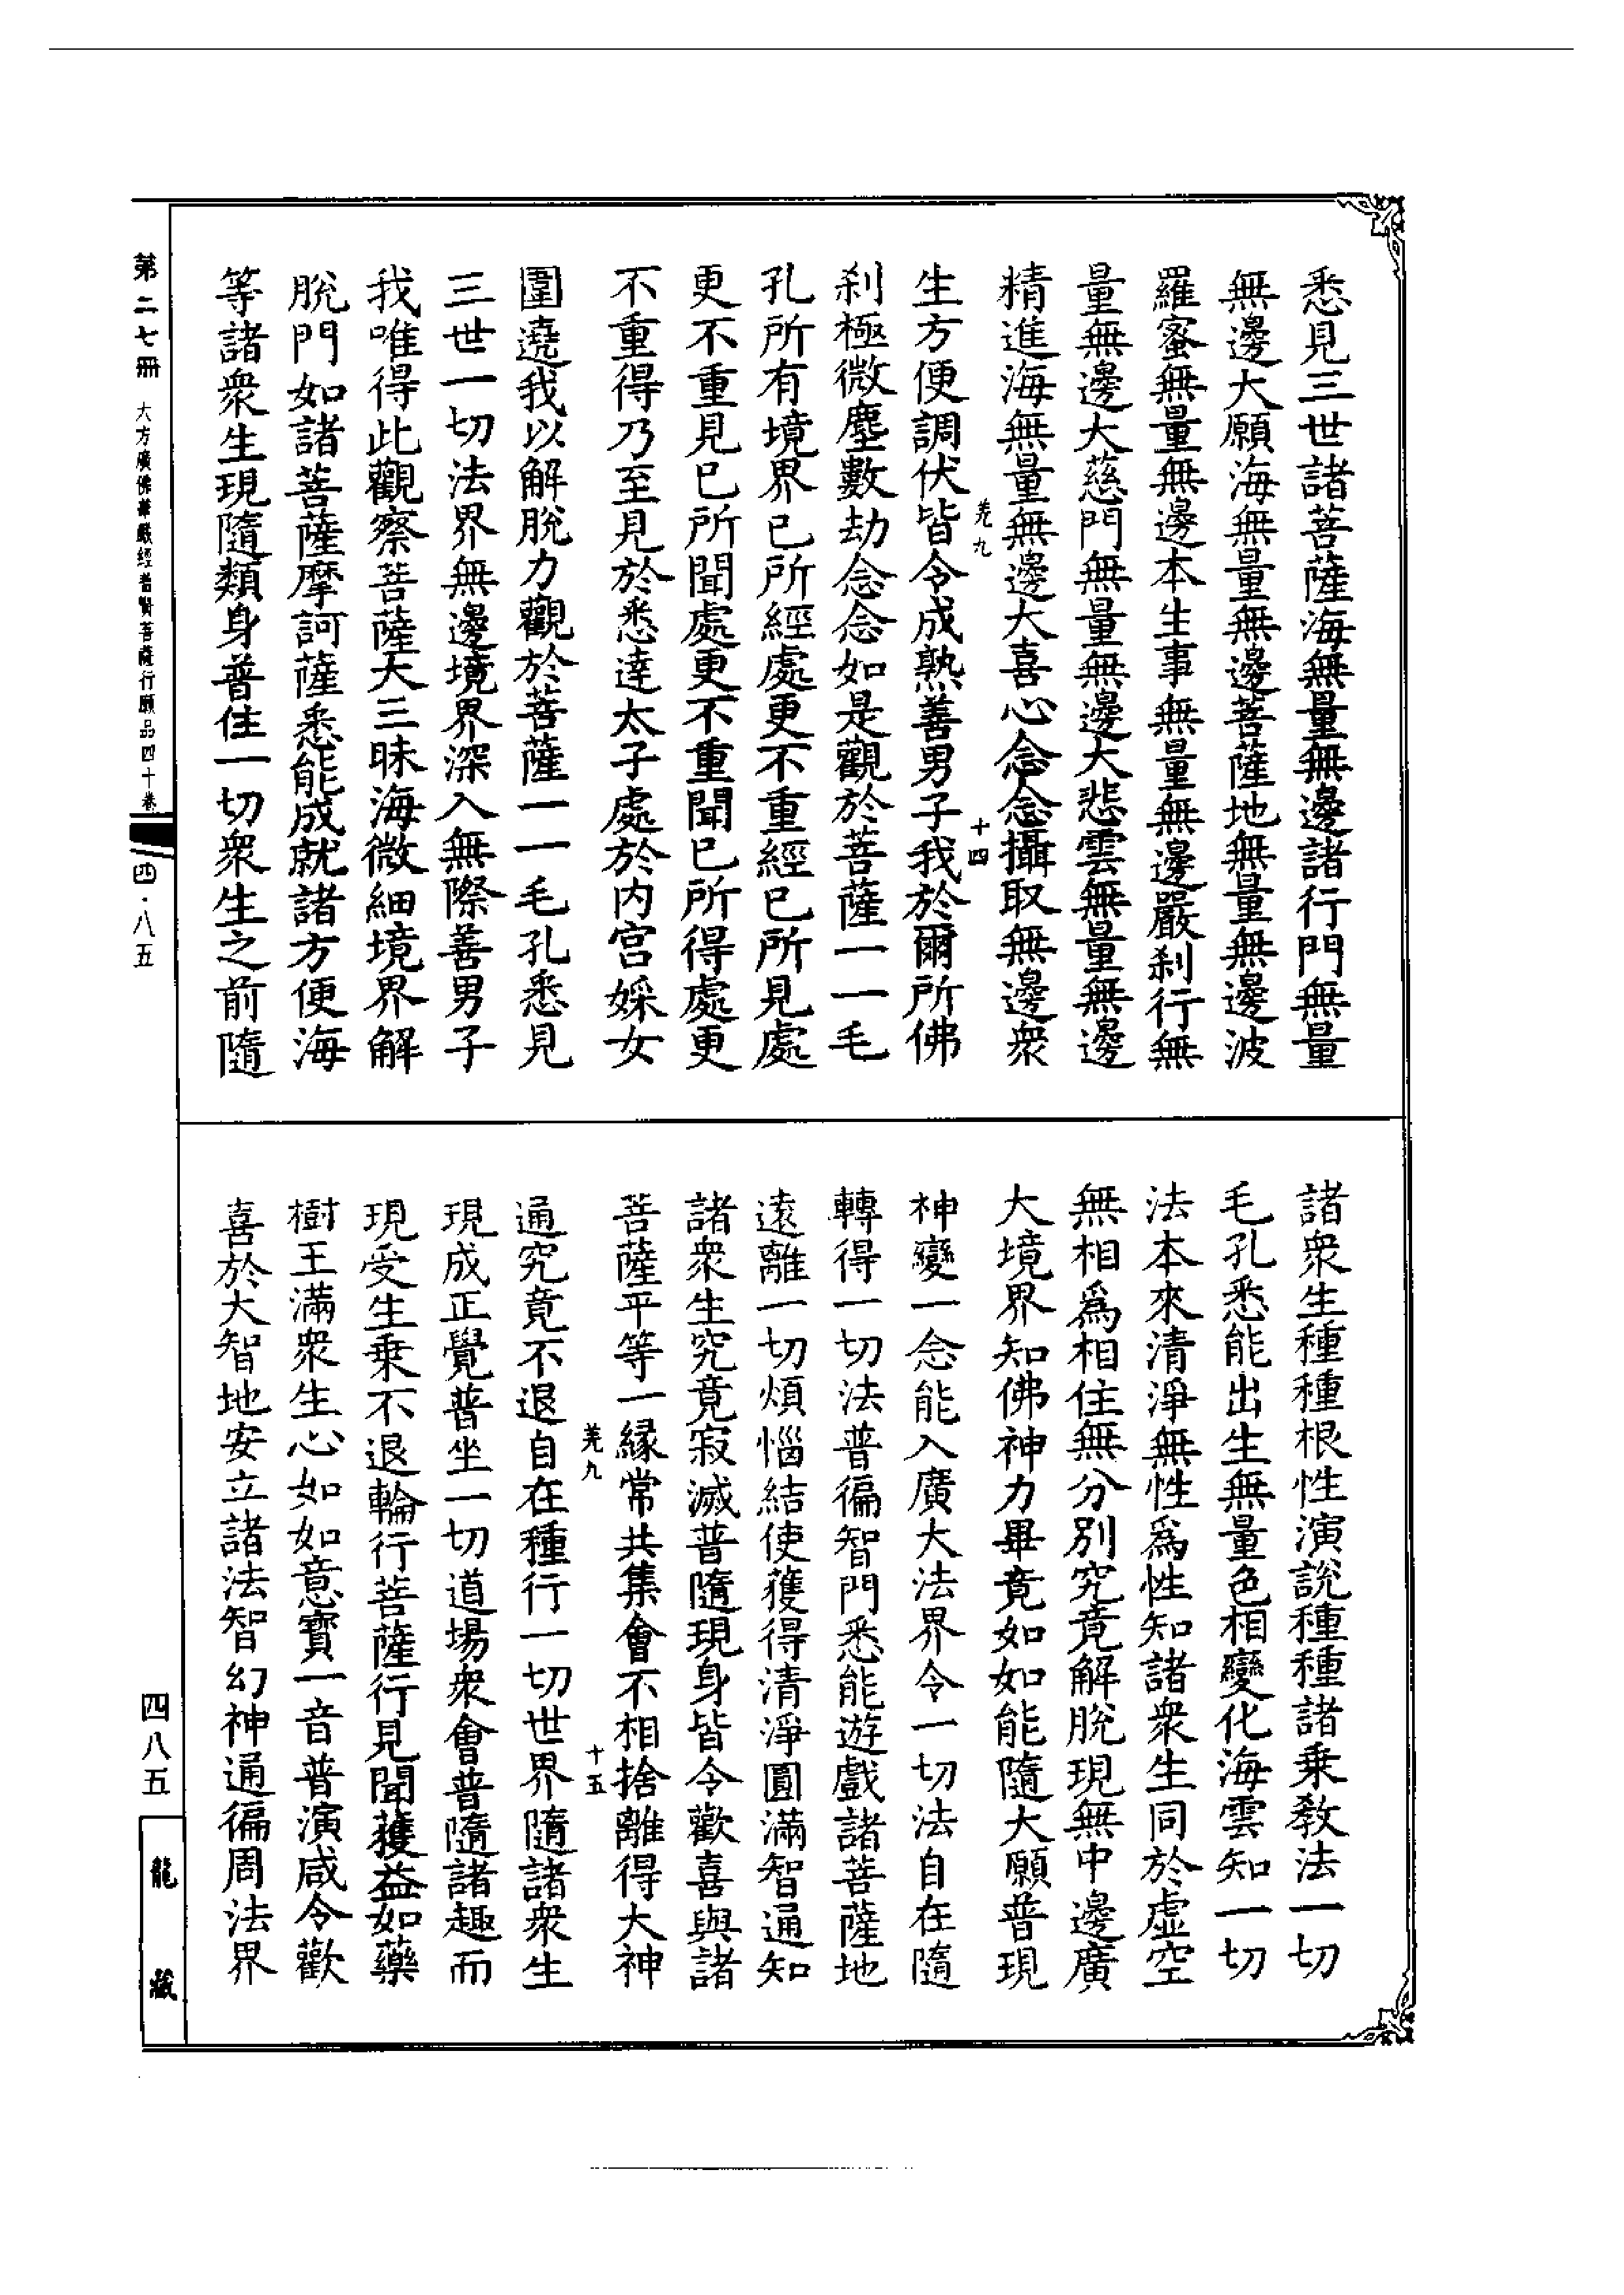 悉見三世諸菩薩海無量無邊諸行門無量
無邊大願海無量無邊菩薩地無量無邊波
羅蜜無量無邊本生事無量無邊嚴刹行無
量無邊大慈門無量無邊大悲雲無量無邊
精進海無量無邊大喜心念念攝取無邊衆
羌九
十四
生方便調伏皆令成熟善男子我於爾所佛
刹極微塵數劫念念如是觀於菩薩一一毛
孔所有境界已所經處更不重經已所見處
更不重見已所聞處更不重聞已所得處更
不重得乃至見於悉達太子處於内宫婇女
圍遶我以解脫力觀於菩薩一一毛孔悉見
三世一切法界無邊境界深入無際善男子
我唯得此觀察菩薩大三昧海微細境界解
脫門如諸菩薩摩訶薩悉能成就諸方便海
等諸衆生現隨類身普住一切衆生之前隨
諸衆生種種根性演說種種諸乗教法一切
毛孔悉能出生無量色相變化海雲知一切
法本來清淨無性爲性知諸衆生同於虚空
無相爲相住無分别究竟解脫現無中邊廣
大境界知佛神力畢竟如如能隨大願普現
神變一念能入廣大法界令一切法自在隨
轉得一切法普徧智門悉能遊戲諸菩薩地
遠離一切煩惱結使獲得清淨圓滿智通知
諸衆生究竟寂滅普隨現身皆令歡喜與諸
菩薩平等一緣常共集會不相捨離得大神
羌九
十五
通究竟不退自在種行一切世界隨諸衆生
現成正覺普坐一切道場衆會普隨諸趣而
現受生乗不退輪行菩薩行見聞獲益如藥
樹王滿衆生心如如意寶一音普演咸令歡
喜於大智地安立諸法智幻神通徧周法界
第二七冊
大方廣佛華嚴經普賢菩薩行願品四十卷
四·八五
四八五
龍藏